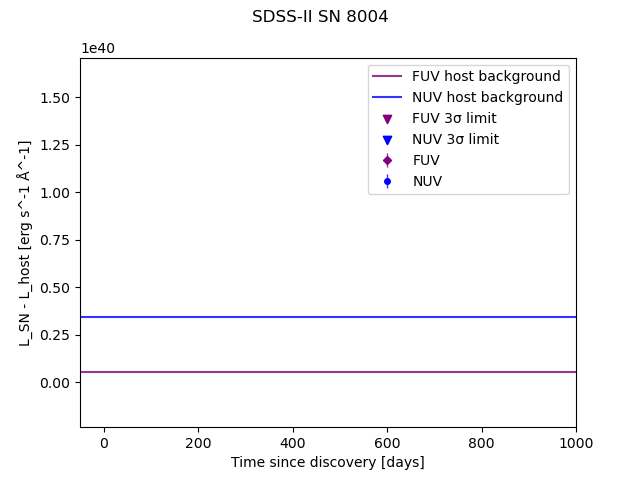 SDSS-II SN 8004
1e40
FUV host background
NUV host background
FUV 3σ limit
NUV 3σ limit
FUV
NUV
1.50
1.25
1.00
0.75
0.50
0.25
0.00
L_SN - L_host [erg s^-1 Å^-1]
0 200 400 600 800 1000
Time since discovery [days]